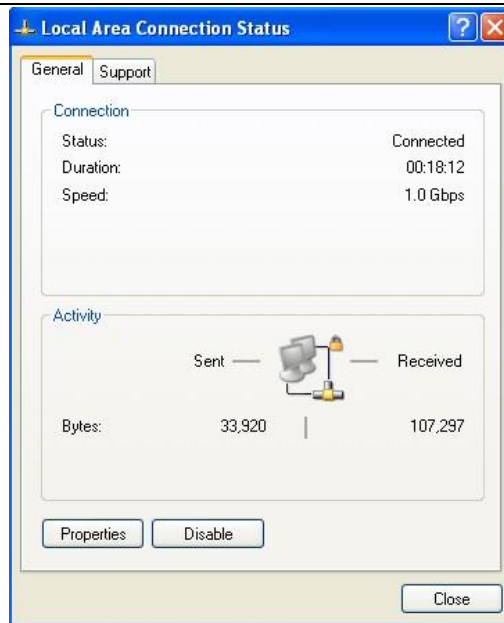 Local Area Connection Status
General Support
Connection
Status: Connected
Duration: 00:18:12
Speed: 1.0 Gbps
Activity
Sent Received
Bytes: 33,920 107,297
Properties Disable
Close